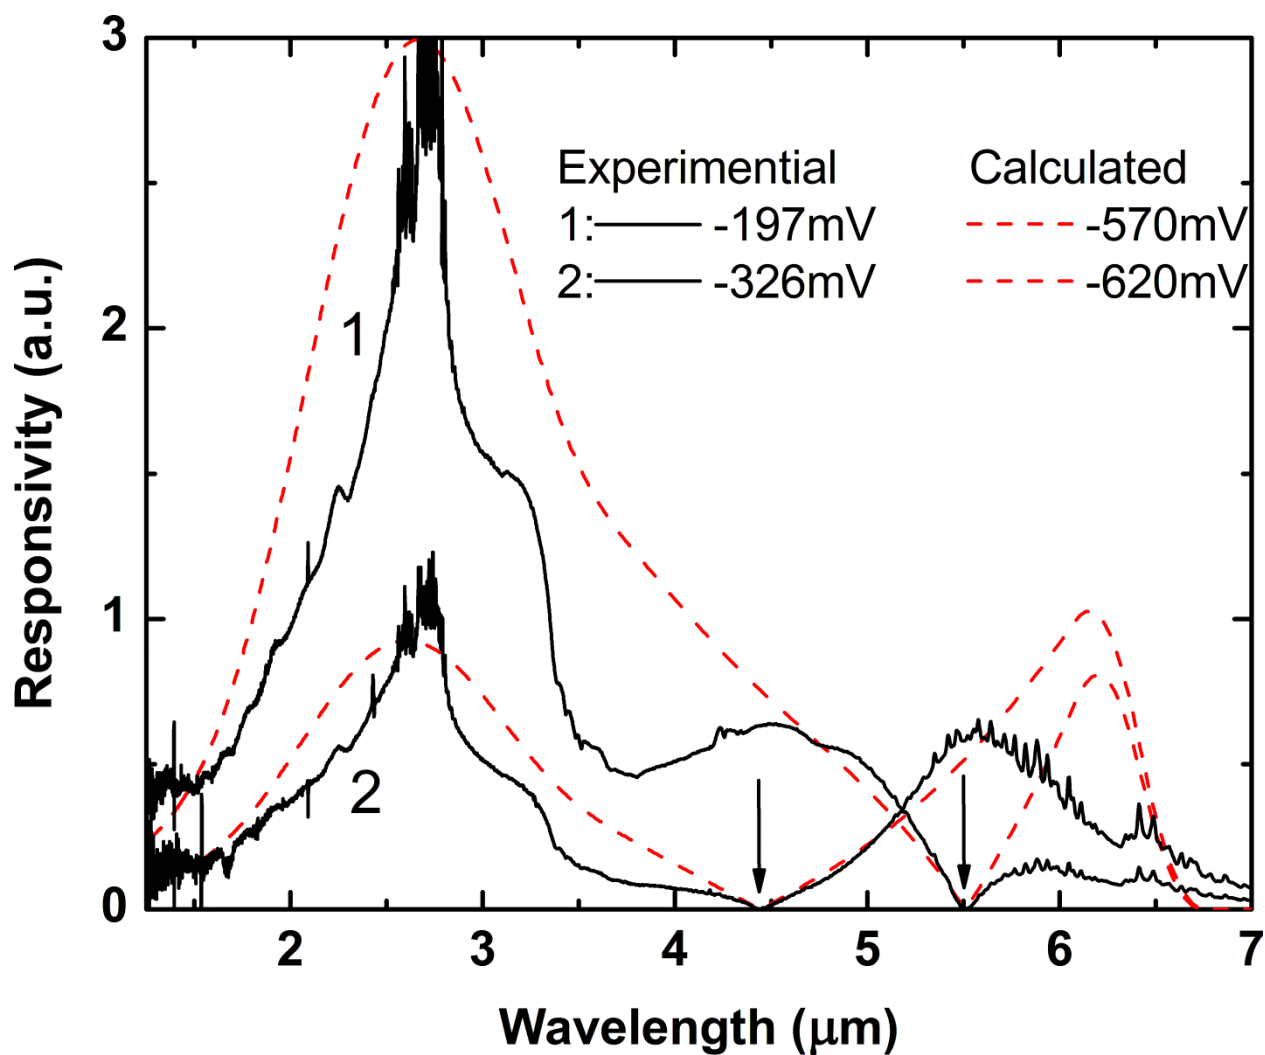 3
2
1
0
Responsivity (a.u.)
Experimential Calculated
1: -197mV -570mV
2: -326mV -620mV
1
2
2 3 4 5 6 7
Wavelength (μm)